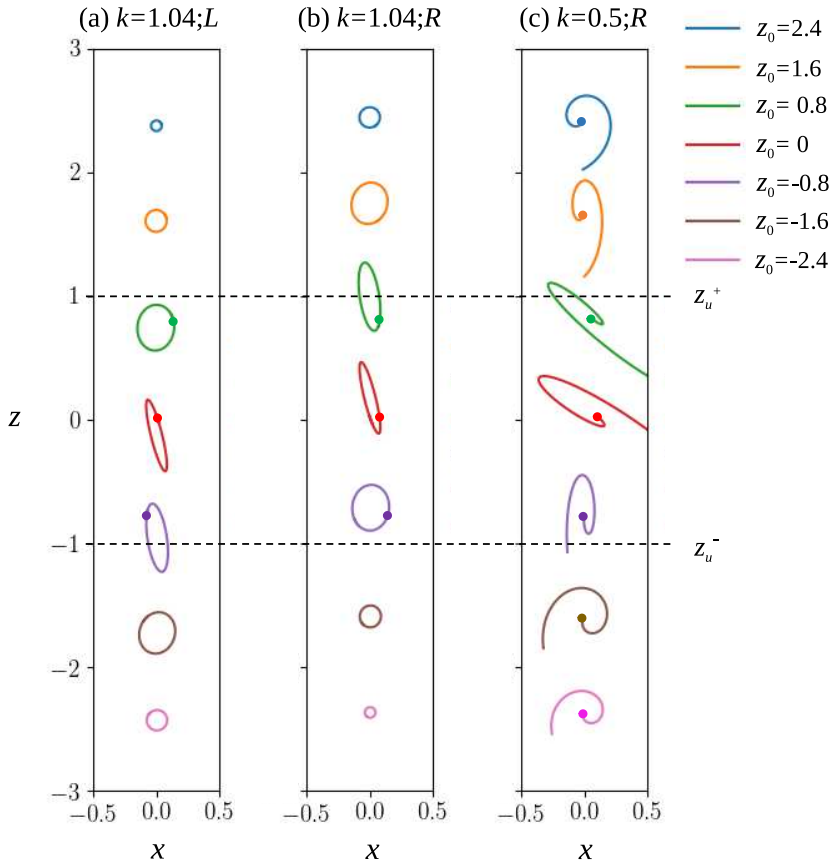 (a) k=1.04;L
(b) k=1.04;R
(c) k=0.5;R
z₀=2.4
z₀=1.6
z₀= 0.8
z₀= 0
z₀=-0.8
z₀=-1.6
z₀=-2.4
3
2
1
0
−1
−2
−3
z
zᵤ⁺
zᵤ⁻
−0.5 0.0 0.5
−0.5 0.0 0.5
−0.5 0.0 0.5
x
x
x